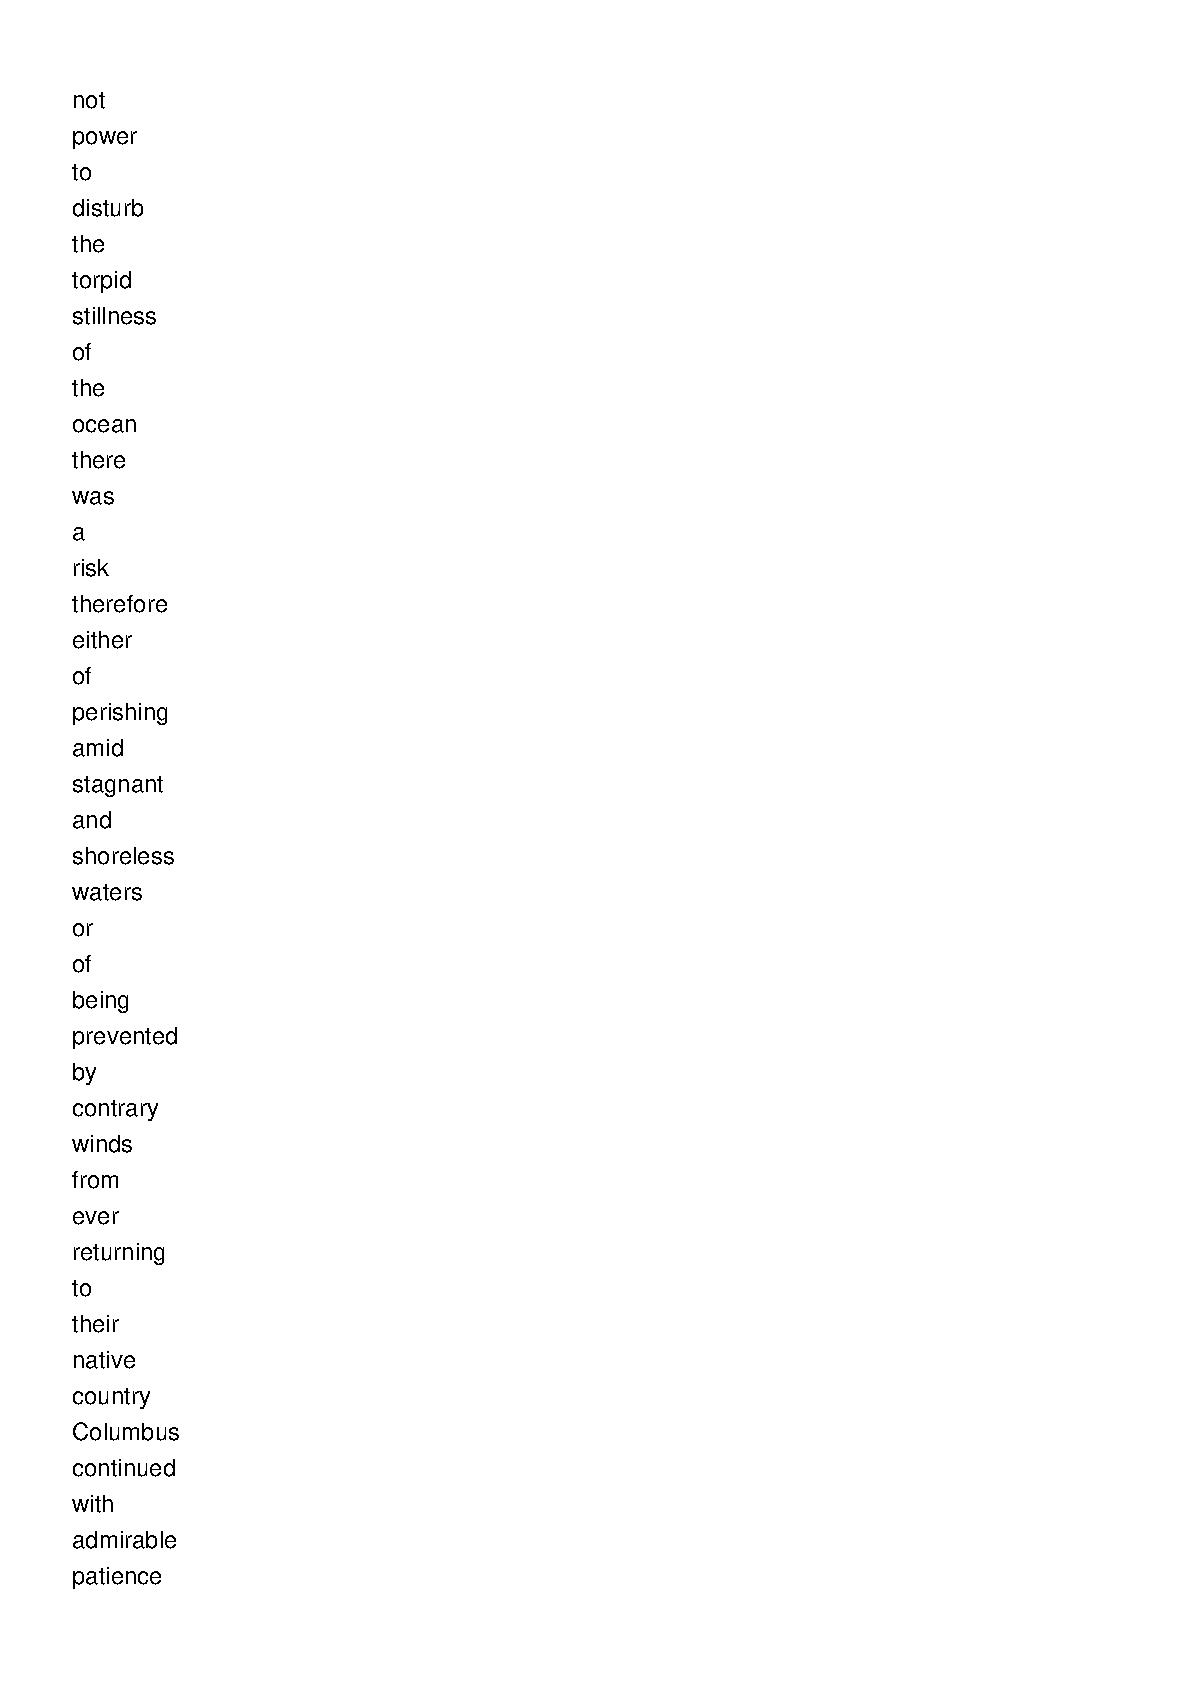 not
power
to
disturb
the
torpid
stillness
of
the
ocean
there
was
a
risk
therefore
either
of
perishing
amid
stagnant
and
shoreless
waters
or
of
being
prevented
by
contrary
winds
from
ever
returning
to
their
native
country
Columbus
continued
with
admirable
patience